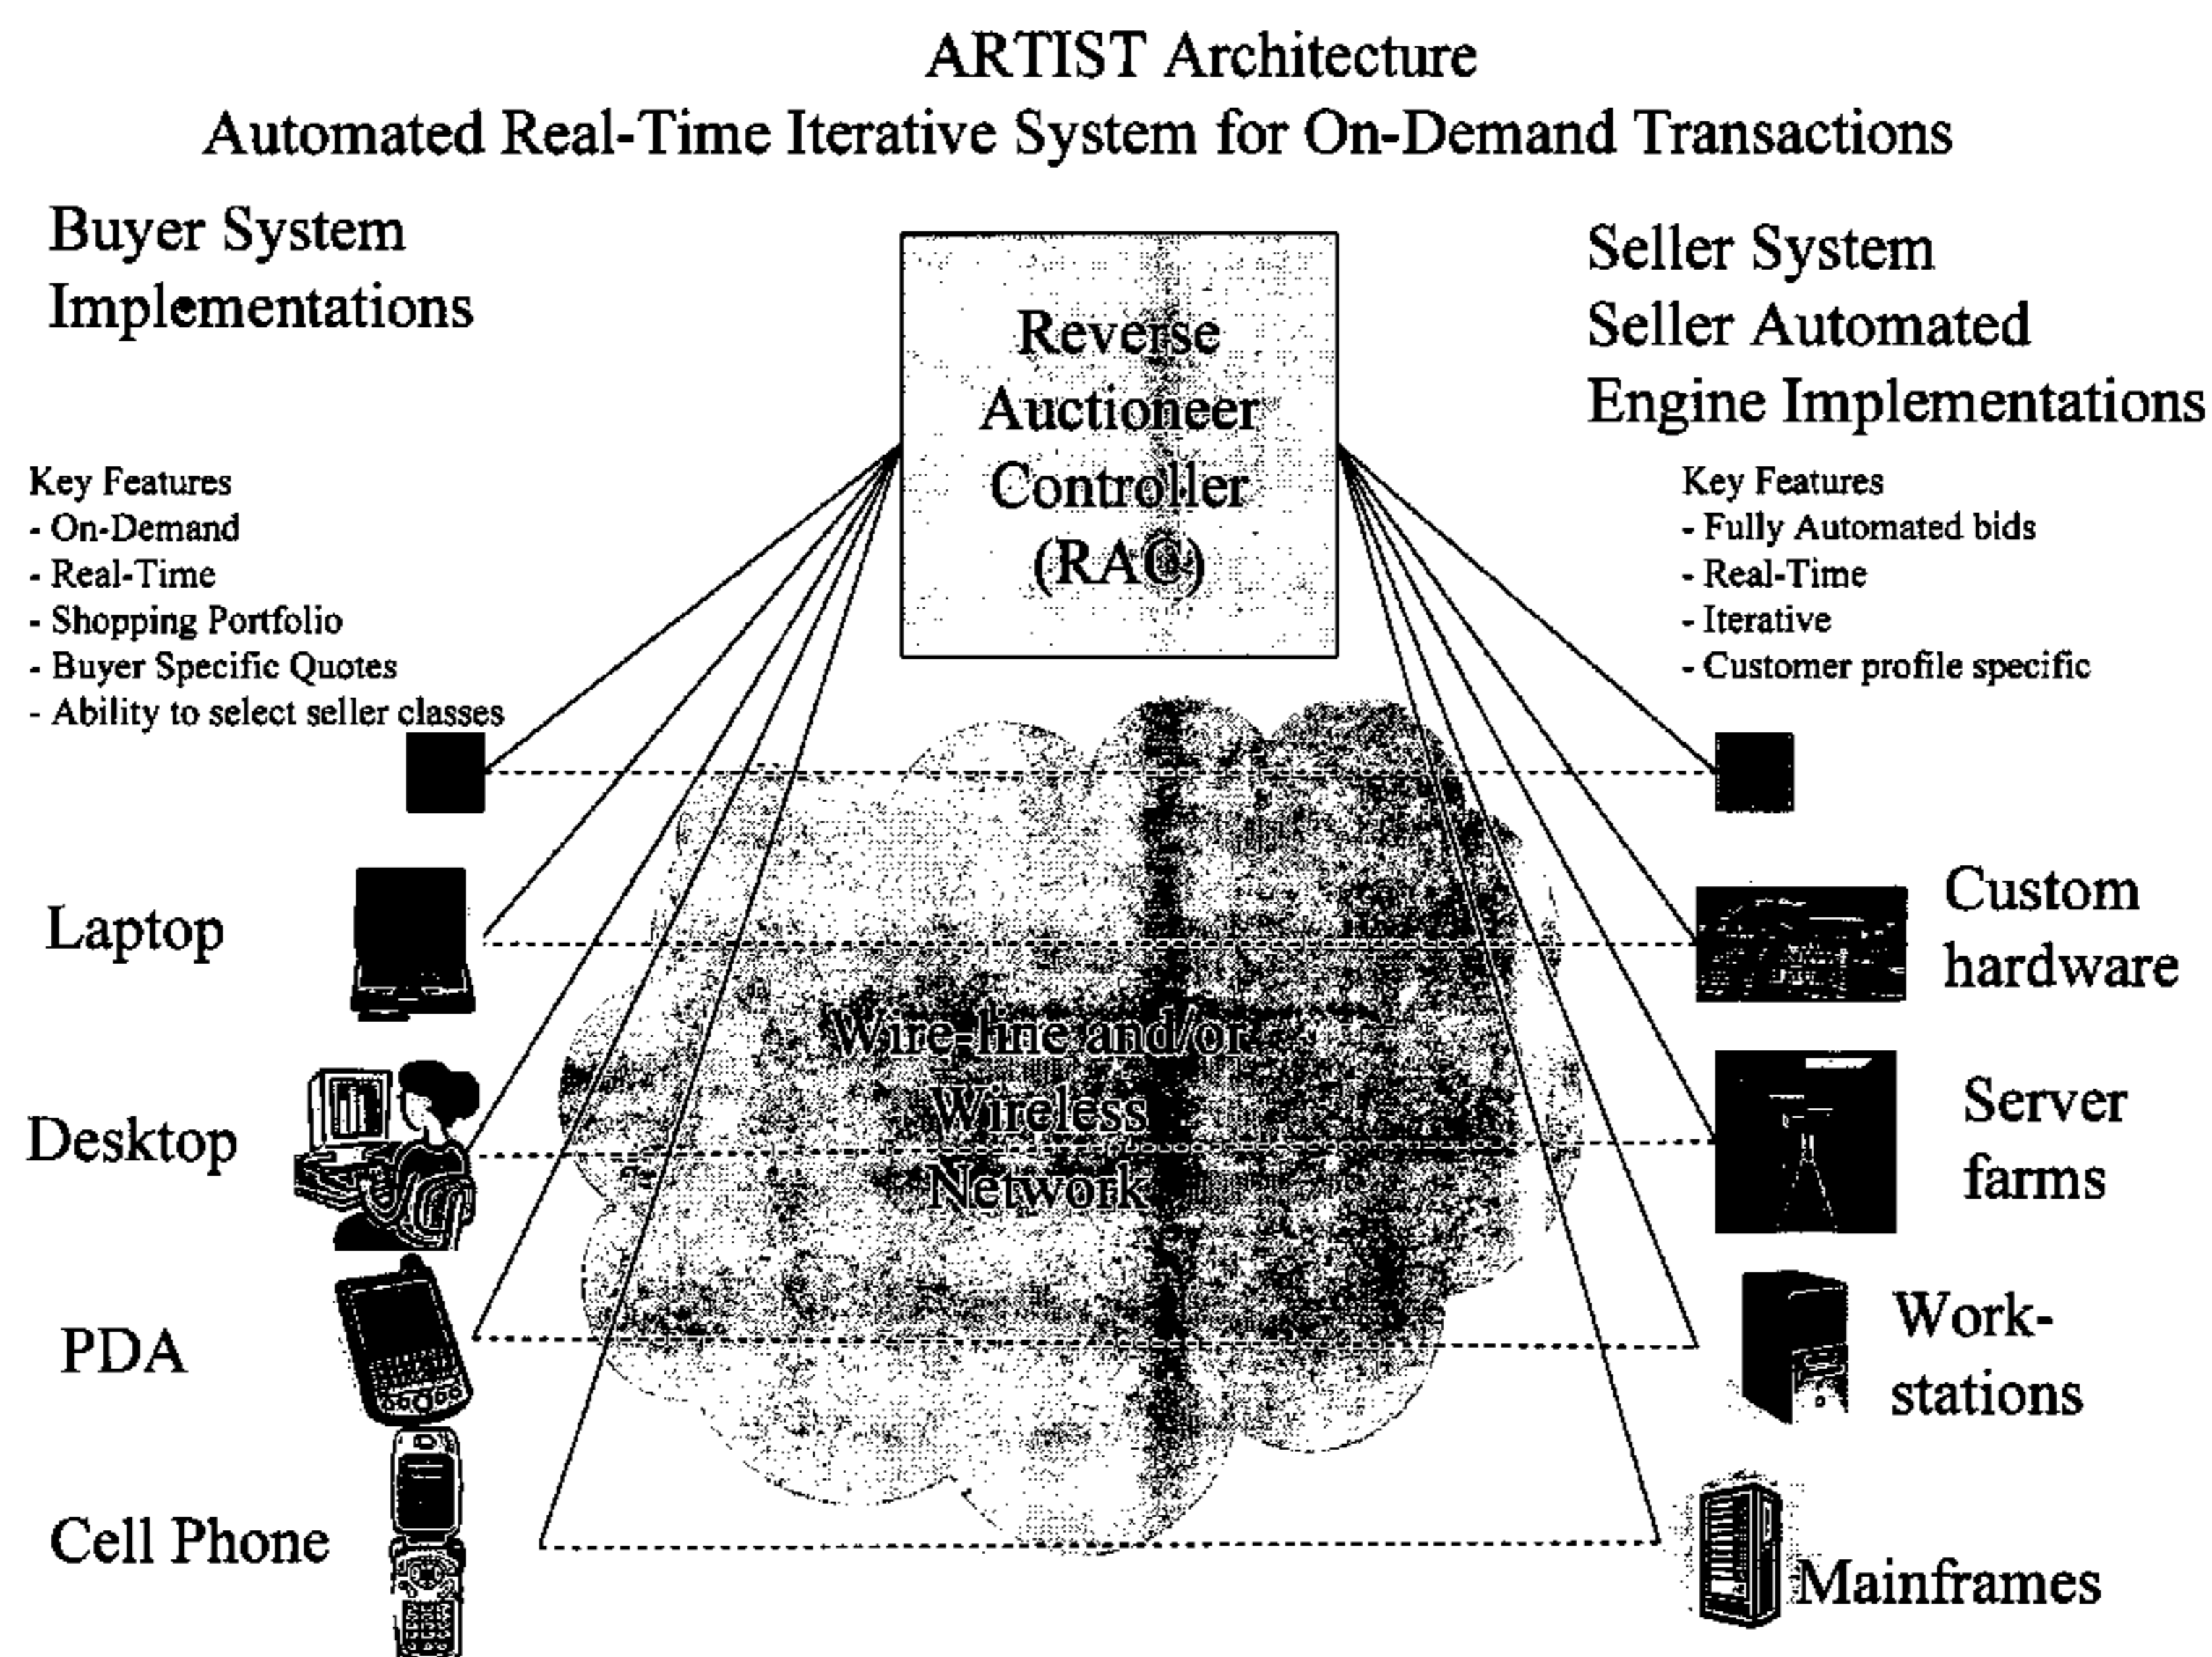 ARTIST Architecture
Automated Real-Time Iterative System for On-Demand Transactions
Buyer System
Implementations
Key Features
- On-Demand
- Real-Time
- Shopping Portfolio
- Buyer Specific Quotes
- Ability to select seller classes
Reverse
Auctioneer
Controller
(RAC)
Seller System
Seller Automated
Engine Implementations
Key Features
- Fully Automated bids
- Real-Time
- Iterative
- Customer profile specific
Laptop
Desktop
PDA
Cell Phone
Wire-line and/or
Wireless
Network
Custom
hardware
Server
farms
Work-
stations
Mainframes